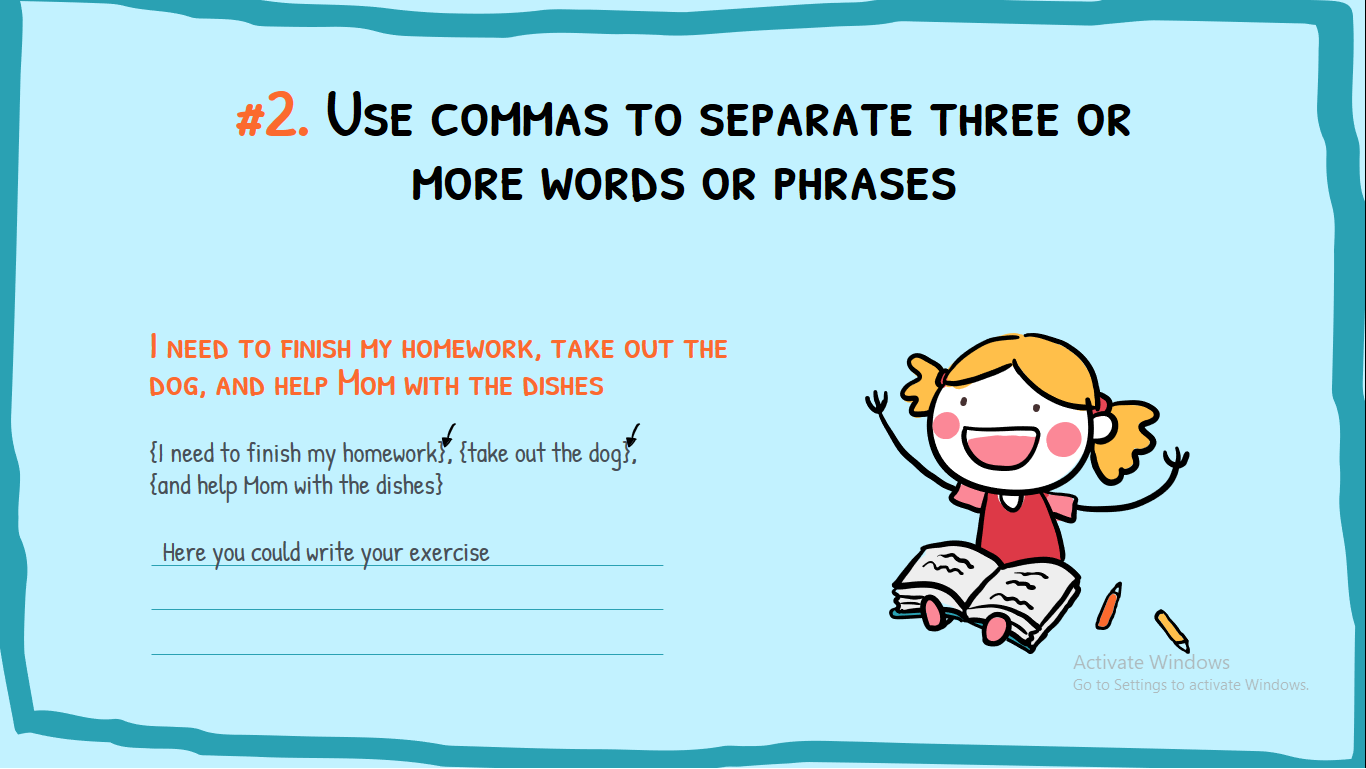 #2. Use commas to separate three or
more words or phrases
I need to finish my homework, take out the
dog, and help Mom with the dishes
{I need to finish my homework}, {take out the dog},
{and help Mom with the dishes}
Here you could write your exercise
Activate Windows
Go to Settings to activate Windows.